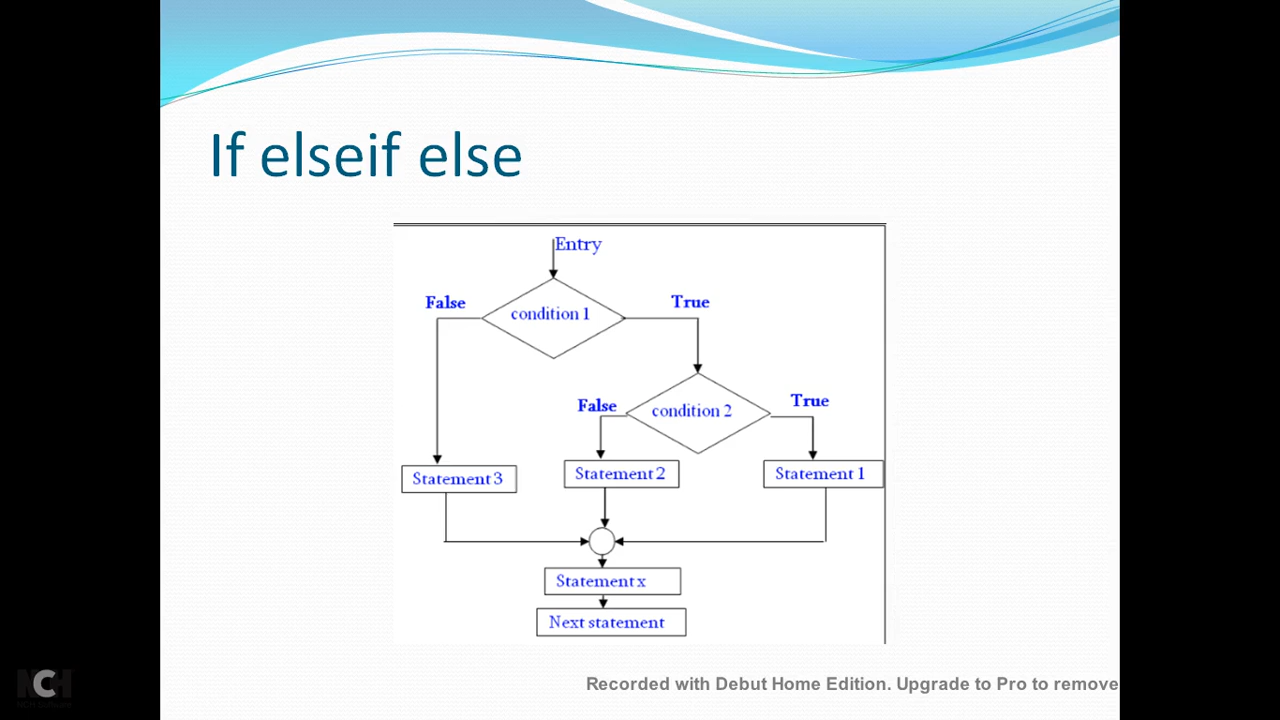 If elseif else
Entry
False
True
condition 1
False
True
condition 2
Statement 3
Statement 2
Statement 1
Statement x
Next statement
NCH
Recorded with Debut Home Edition. Upgrade to Pro to remove